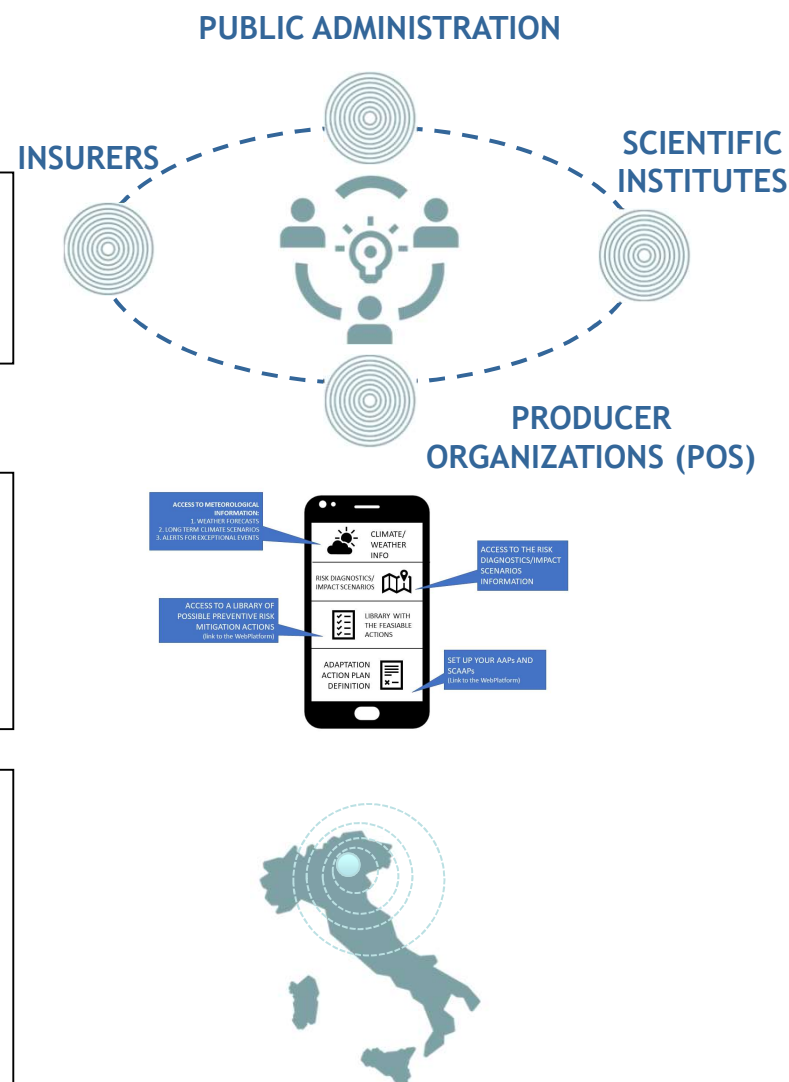 PUBLIC ADMINISTRATION
INSURERS
SCIENTIFIC
INSTITUTES
PRODUCER
ORGANIZATIONS (POS)
ACCESS TO METEOROLOGICAL
INFORMATION:
1. WEATHER FORECASTS
2. LONG TERM CLIMATE SCENARIOS
3. ALERTS FOR EXCEPTIONAL EVENTS
CLIMATE/
WEATHER
INFO
ACCESS TO THE RISK
DIAGNOSTICS/IMPACT
SCENARIOS
INFORMATION
RISK DIAGNOSTICS/
IMPACT SCENARIOS
ACCESS TO A LIBRARY OF
POSSIBLE PREVENTIVE RISK
MITIGATION ACTIONS
(link to the WebPlatform)
LIBRARY WITH
THE FEASIABLE
ACTIONS
ADAPTATION
ACTION PLAN
DEFINITION
SET UP YOUR AAPs AND
SCAAPs
(Link to the WebPlatform)